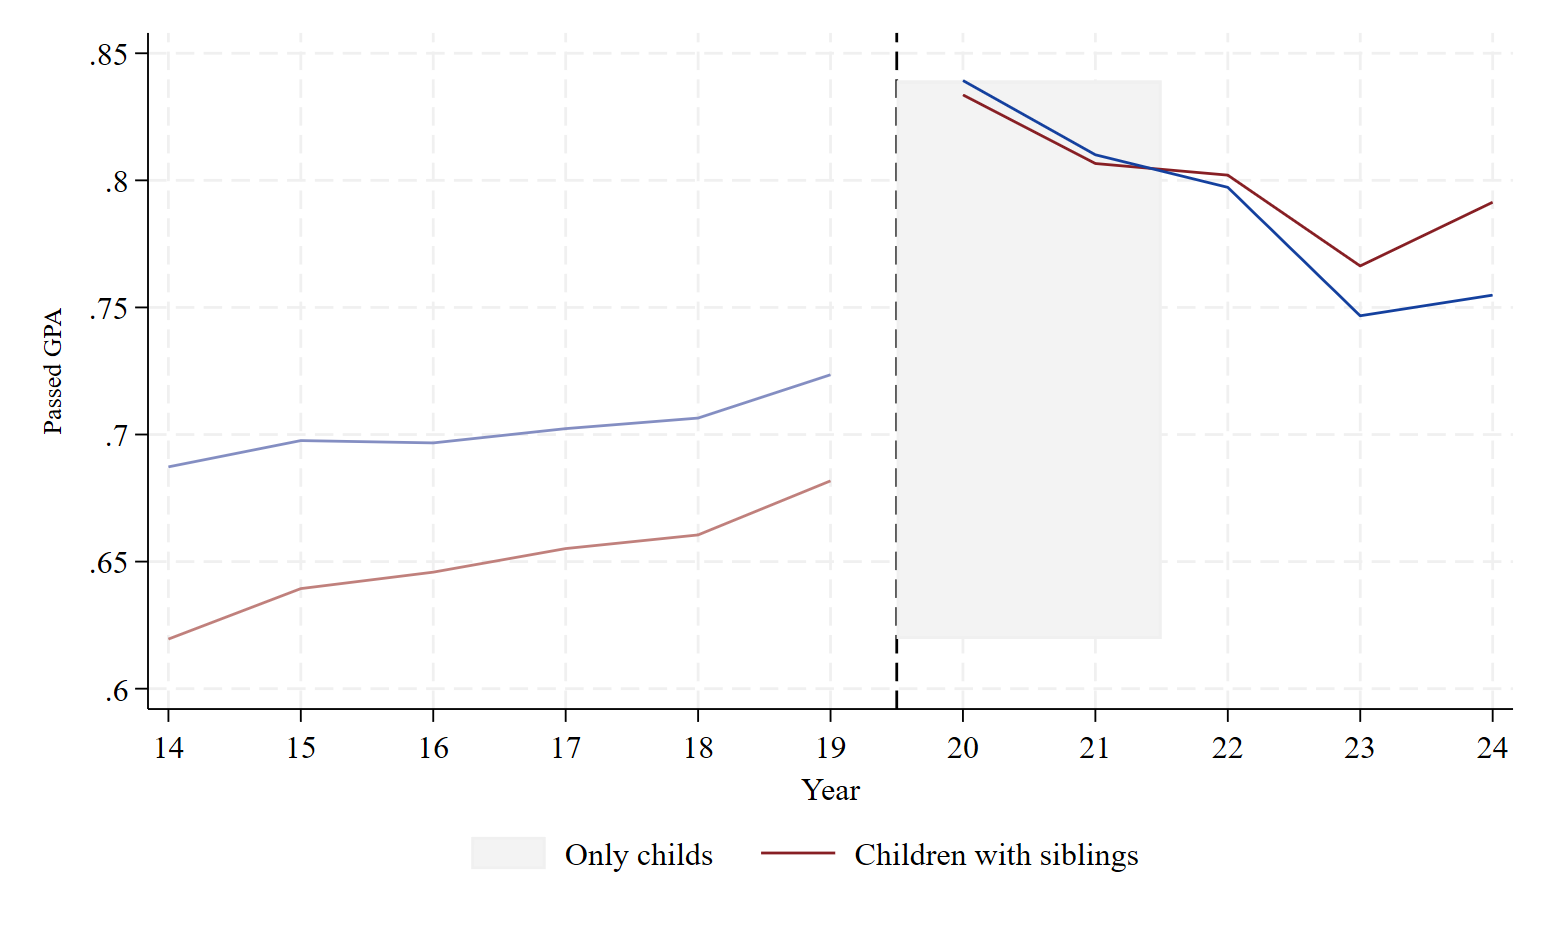 .85
.8
.75
.7
.65
.6
Passed GPA
14 15 16 17 18 19 20 21 22 23 24
Year
Only childs Children with siblings